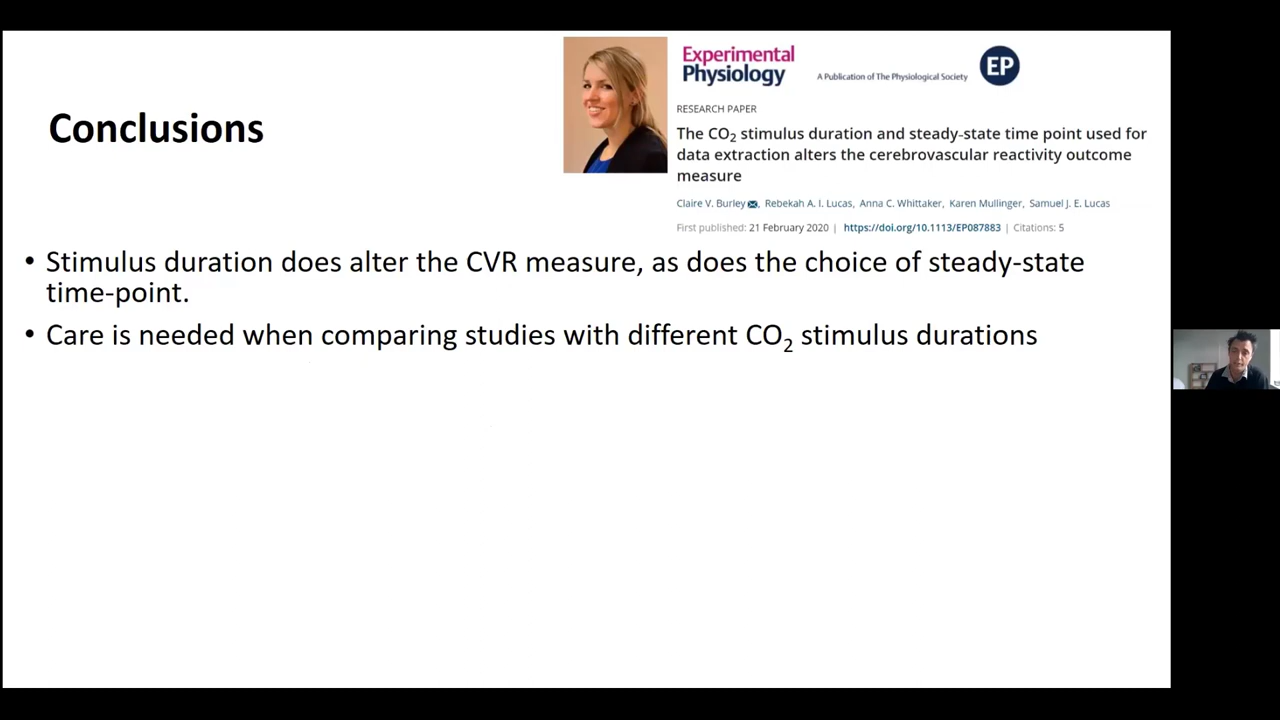 Conclusions
Experimental
Physiology
A Publication of The Physiological Society
EP
RESEARCH PAPER
The CO₂ stimulus duration and steady-state time point used for
data extraction alters the cerebrovascular reactivity outcome
measure
Claire V. Burley, Rebekah A. I. Lucas, Anna C. Whittaker, Karen Mullinger, Samuel J. E. Lucas
First published: 21 February 2020 | https://doi.org/10.1113/EP087883 | Citations: 5
• Stimulus duration does alter the CVR measure, as does the choice of steady-state
time-point.
• Care is needed when comparing studies with different CO₂ stimulus durations